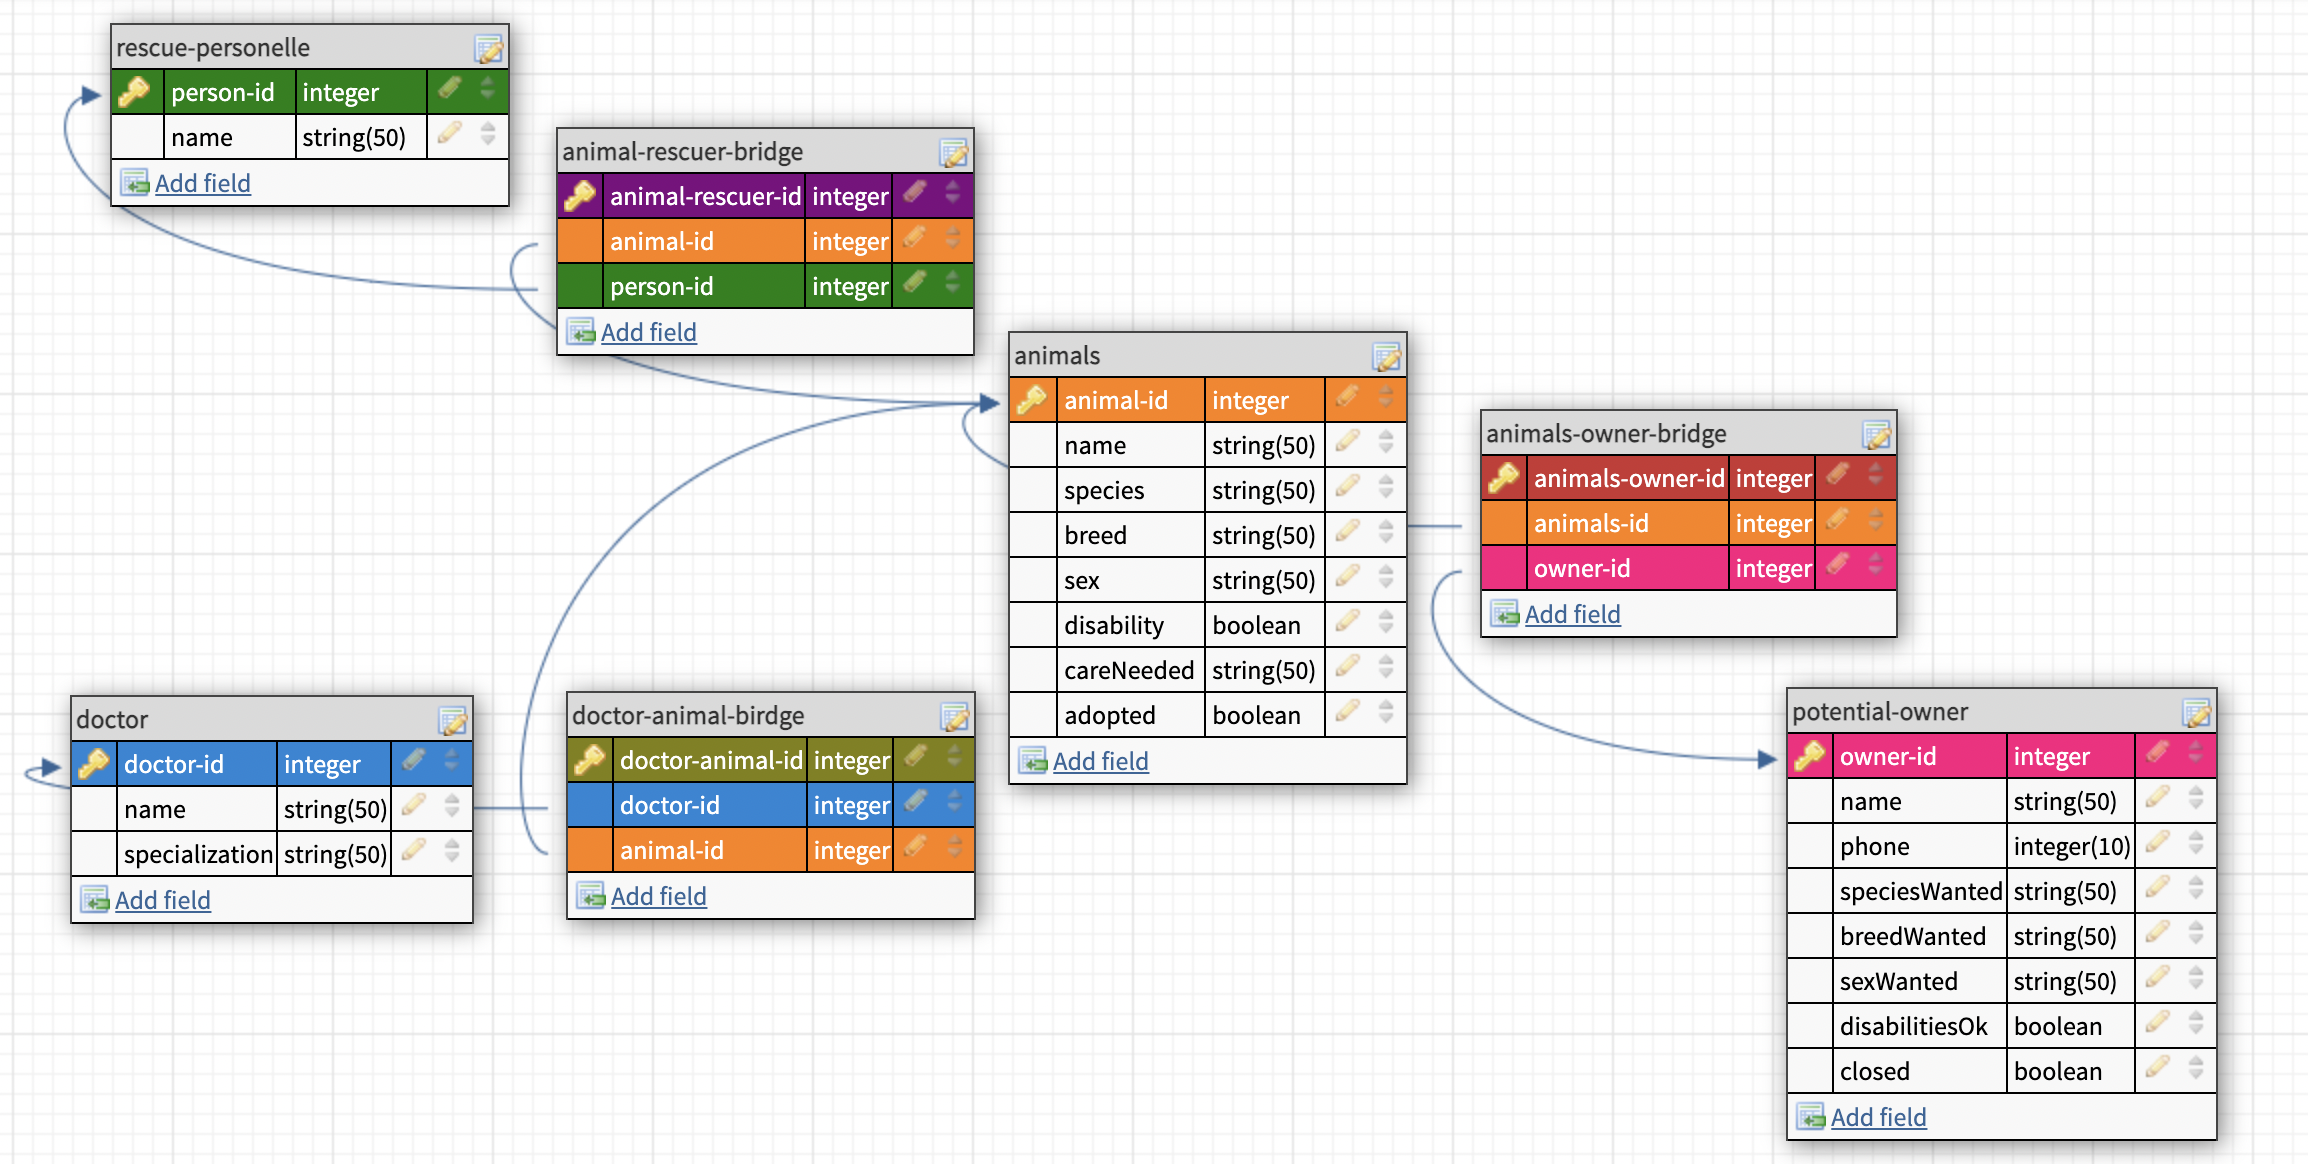 rescue-personelle
person-id integer
name string(50)
Add field
animal-rescuer-bridge
animal-rescuer-id integer
animal-id integer
person-id integer
Add field
animals
animal-id integer
name string(50)
species string(50)
breed string(50)
sex string(50)
disability boolean
careNeeded string(50)
adopted boolean
Add field
animals-owner-bridge
animals-owner-id integer
animals-id integer
owner-id integer
Add field
doctor
doctor-id integer
name string(50)
specialization string(50)
Add field
doctor-animal-birdge
doctor-animal-id integer
doctor-id integer
animal-id integer
Add field
potential-owner
owner-id integer
name string(50)
phone integer(10)
speciesWanted string(50)
breedWanted string(50)
sexWanted string(50)
disabilitiesOk boolean
closed boolean
Add field